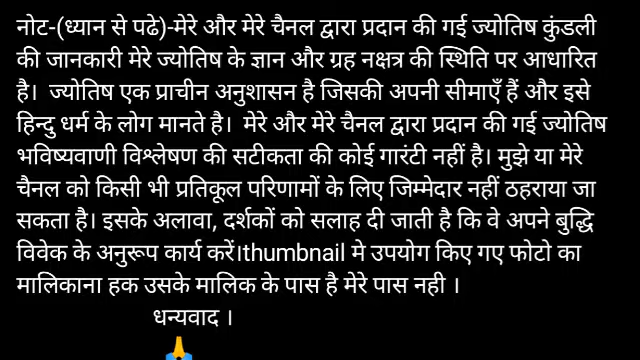 नोट-(ध्यान से पढे)-मेरे और मेरे चैनल द्वारा प्रदान की गई ज्योतिष कुंडली
की जानकारी मेरे ज्योतिष के ज्ञान और ग्रह नक्षत्र की स्थिति पर आधारित
है। ज्योतिष एक प्राचीन अनुशासन है जिसकी अपनी सीमाएँ हैं और इसे
हिन्दु धर्म के लोग मानते है। मेरे और मेरे चैनल द्वारा प्रदान की गई ज्योतिष
भविष्यवाणी विश्लेषण की सटीकता की कोई गारंटी नहीं है। मुझे या मेरे
चैनल को किसी भी प्रतिकूल परिणामों के लिए जिम्मेदार नहीं ठहराया जा
सकता है। इसके अलावा, दर्शकों को सलाह दी जाती है कि वे अपने बुद्धि
विवेक के अनुरूप कार्य करें।thumbnail मे उपयोग किए गए फोटो का
मालिकाना हक उसके मालिक के पास है मेरे पास नही ।
धन्यवाद ।
🙏